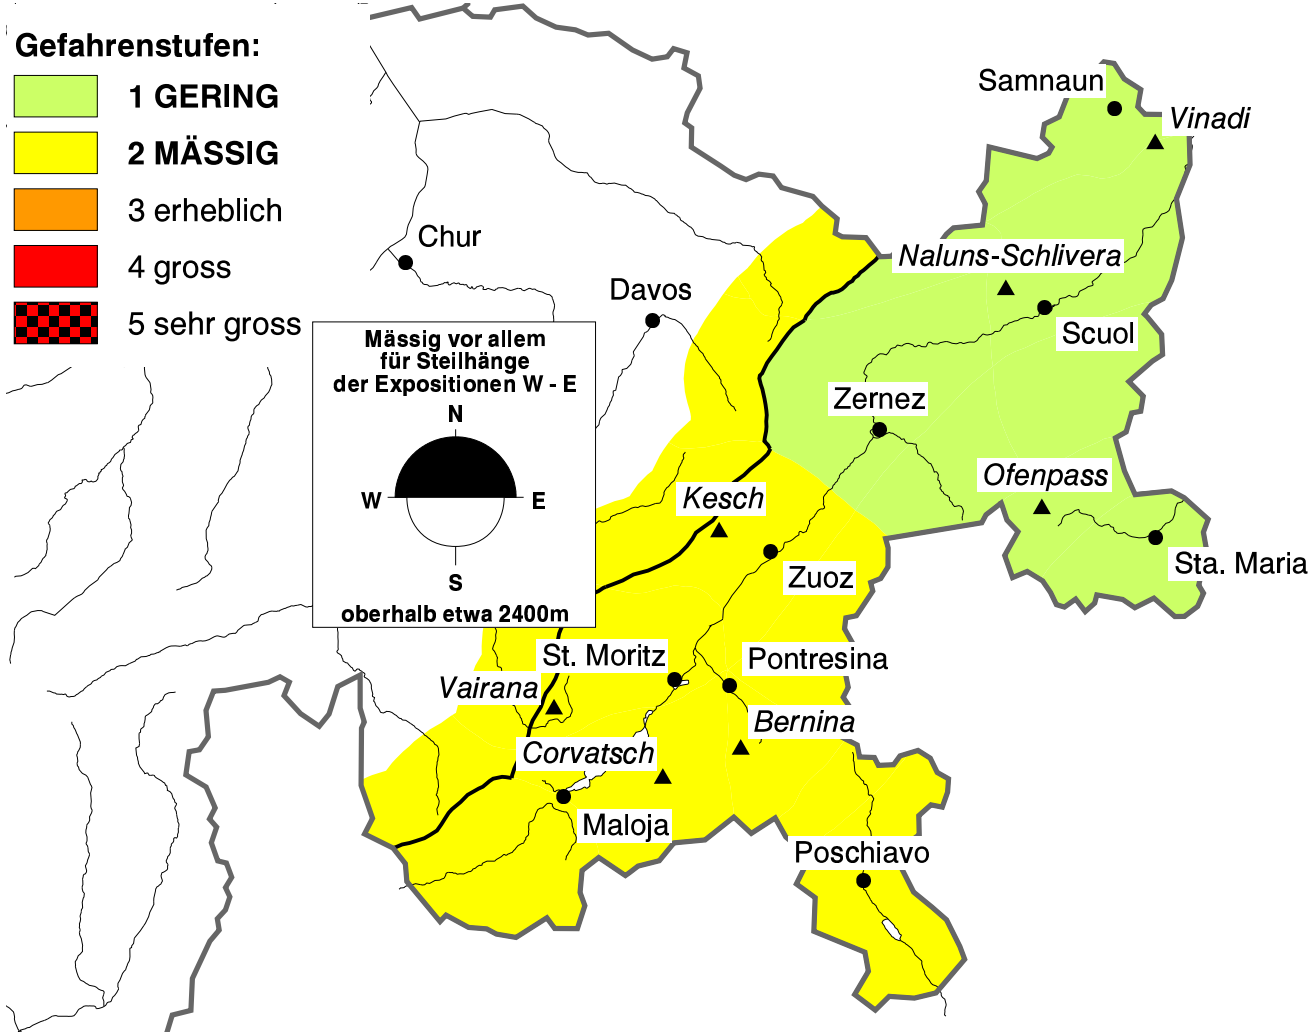 Gefahrenstufen:
1 GERING
2 MÄSSIG
3 erheblich
4 gross
5 sehr gross
Samnaun
Vinadi
Chur
Naluns-Schlivera
Davos
Scuol
Mässig vor allem
für Steilhänge
der Expositionen W - E
N
W
E
S
oberhalb etwa 2400m
Zernez
Ofenpass
Kesch
Sta. Maria
Zuoz
St. Moritz
Pontresina
Vairana
Bernina
Corvatsch
Maloja
Poschiavo